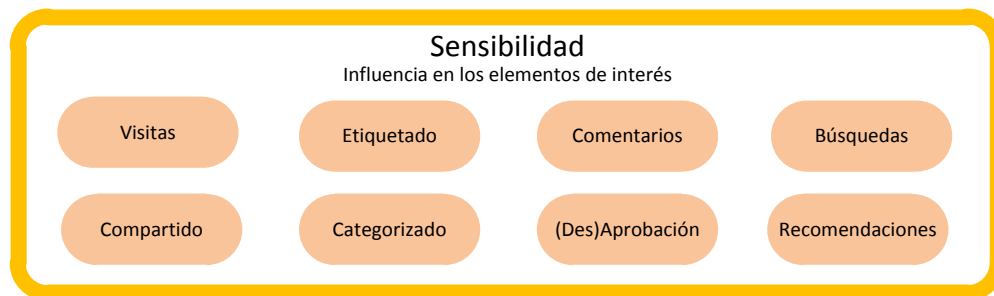 Sensibilidad
Influencia en los elementos de interés
Visitas
Etiquetado
Comentarios
Búsquedas
Compartido
Categorizado
(Des)Aprobación
Recomendaciones